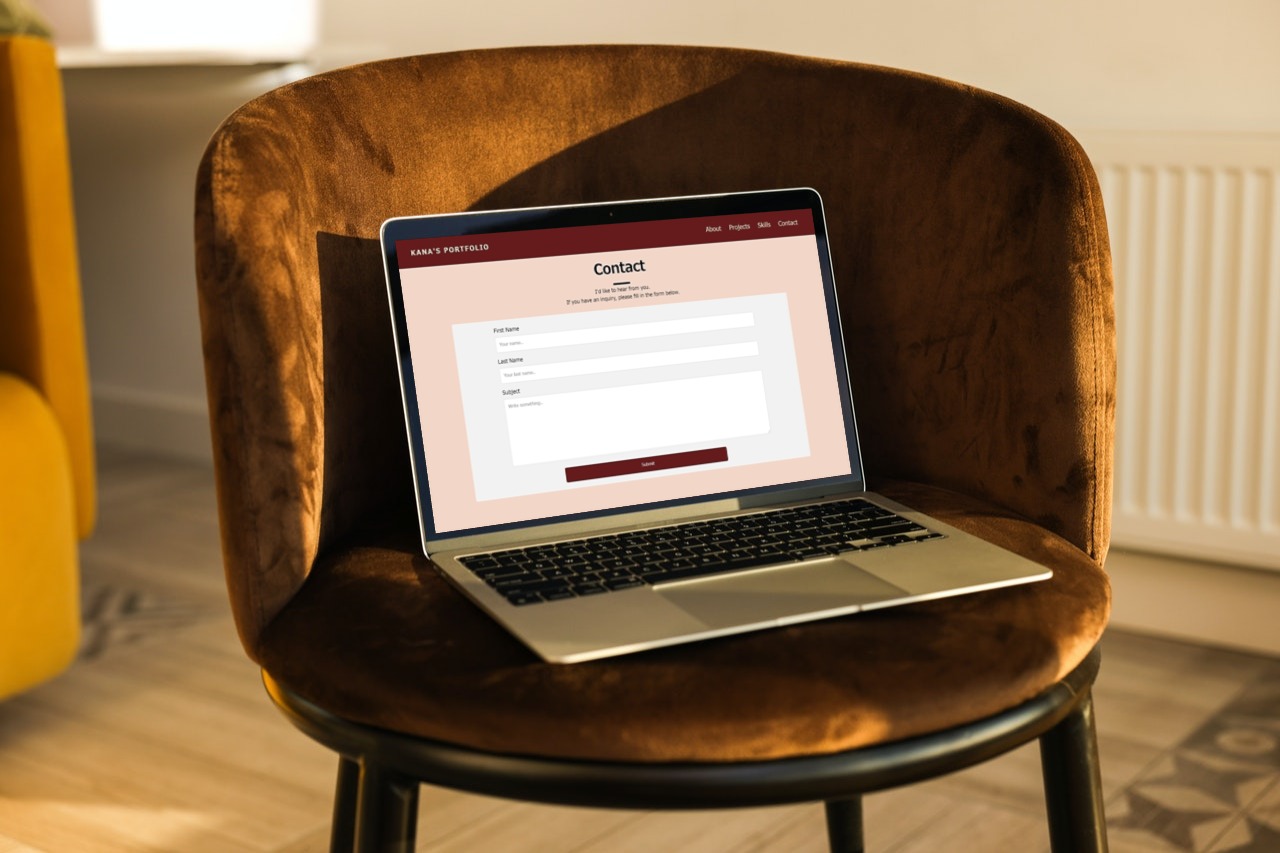 KANA'S PORTFOLIO
About Projects Skills Contact
Contact
I'd like to hear from you.
If you have an inquiry, please fill in the form below.
First Name
Your name..
Last Name
Your last name..
Subject
Write something..
Submit